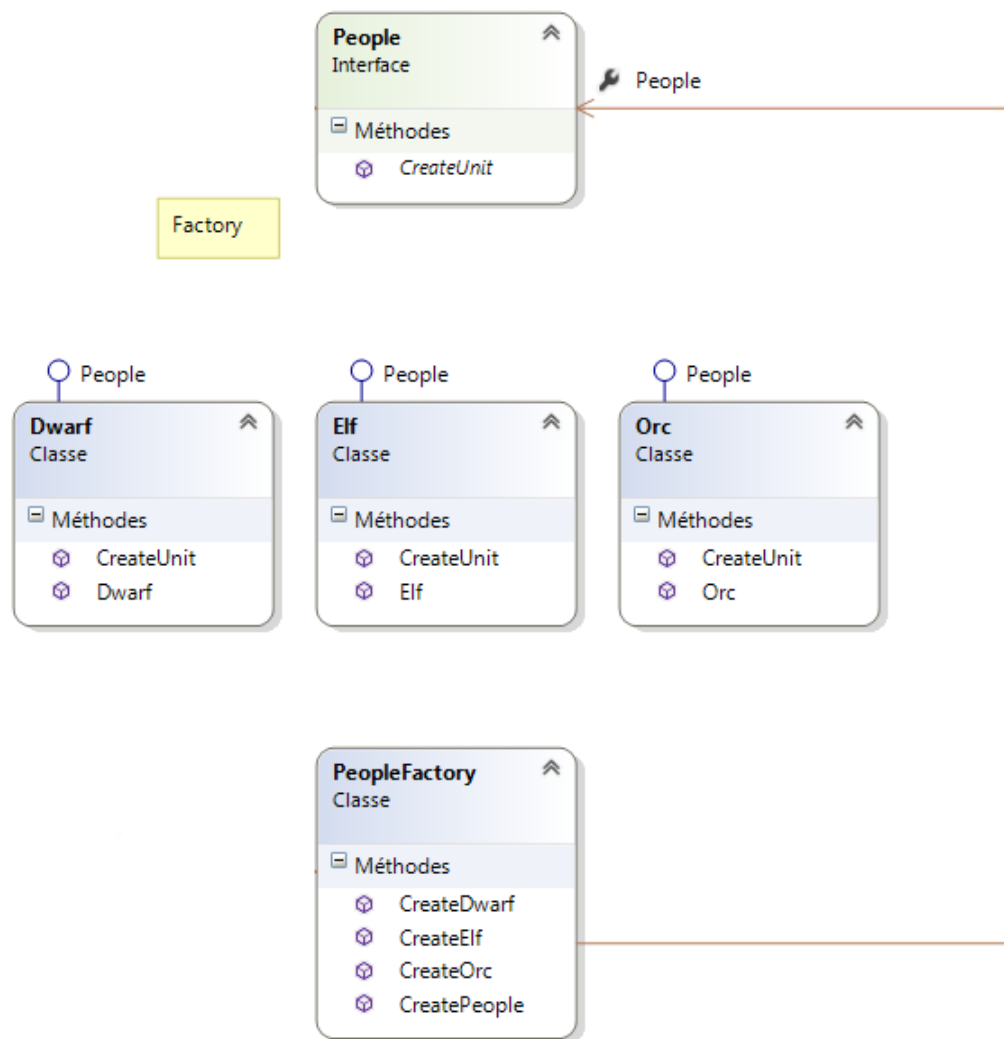 People
Interface
People
Méthodes
CreateUnit
Factory
People
People
People
Dwarf
Classe
Méthodes
CreateUnit
Dwarf
Elf
Classe
Méthodes
CreateUnit
Elf
Orc
Classe
Méthodes
CreateUnit
Orc
PeopleFactory
Classe
Méthodes
CreateDwarf
CreateElf
CreateOrc
CreatePeople